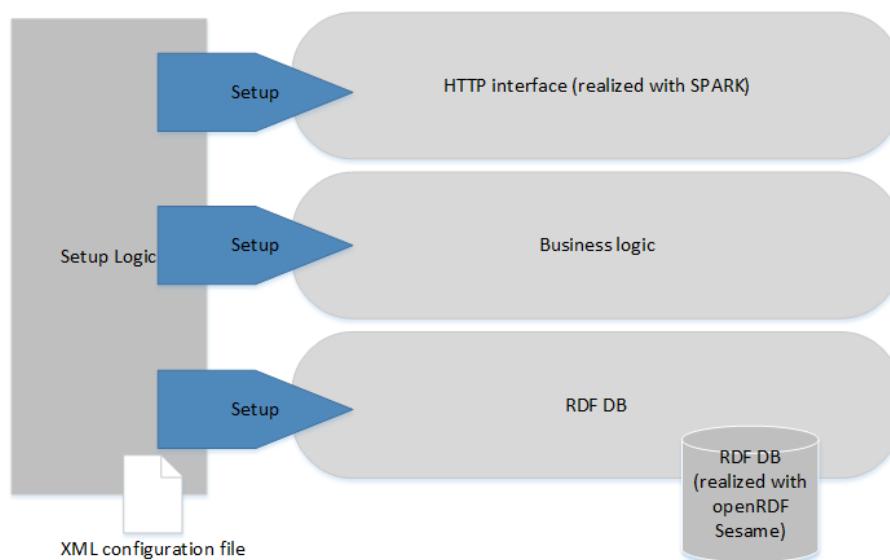 Setup
HTTP interface (realized with SPARK)
Setup Logic
Setup
Business logic
Setup
RDF DB
RDF DB
(realized with
openRDF
Sesame)
XML configuration file